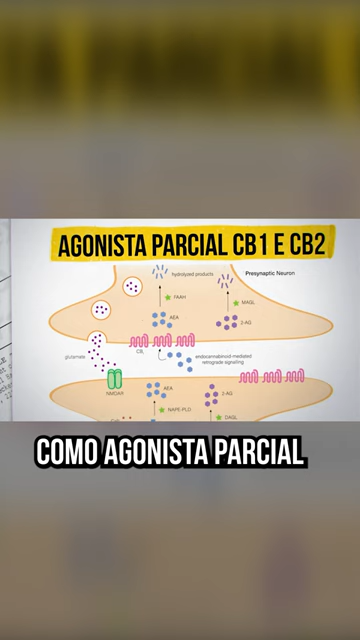 AGONISTA PARCIAL CB1 E CB2
hydrolyzed products
Presynaptic Neuron
FAAH
MAGL
AEA
2-AG
glutamate
CB₁
endocannabinoid-mediated
retrograde signalling
NMDAR
AEA
2-AG
NAPE-PLD
DAGL
COMO AGONISTA PARCIAL